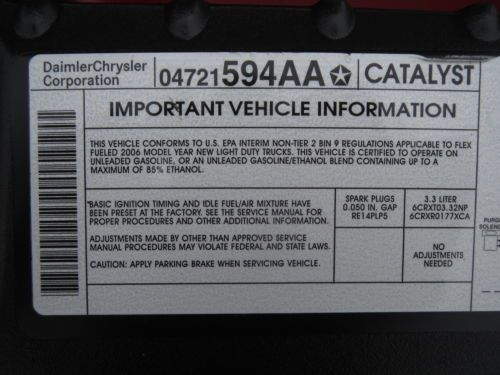 DaimlerChrysler
Corporation
04721594AA
CATALYST
IMPORTANT VEHICLE INFORMATION
THIS VEHICLE CONFORMS TO U.S. EPA INTERIM NON-TIER 2 BIN 9 REGULATIONS APPLICABLE TO FLEX
FUELED 2006 MODEL YEAR NEW LIGHT DUTY TRUCKS. THIS VEHICLE IS CERTIFIED TO OPERATE ON
UNLEADED GASOLINE, OR AN UNLEADED GASOLINE/ETHANOL BLEND CONTAINING UP TO A
MAXIMUM OF 85% ETHANOL.
BASIC IGNITION TIMING AND IDLE FUEL/AIR MIXTURE HAVE
BEEN PRESET AT THE FACTORY. SEE THE SERVICE MANUAL FOR
PROPER PROCEDURES AND OTHER ADDITIONAL INFORMATION.
ADJUSTMENTS MADE BY OTHER THAN APPROVED SERVICE
MANUAL PROCEDURES MAY VIOLATE FEDERAL AND STATE LAWS.
CAUTION: APPLY PARKING BRAKE WHEN SERVICING VEHICLE.
SPARK PLUGS
0.050 IN. GAP
RE14PLP5
3.3 LITER
6CRXT03.32NP
6CRXR0177XCA
NO
ADJUSTMENTS
NEEDED
PURG
SOLENO